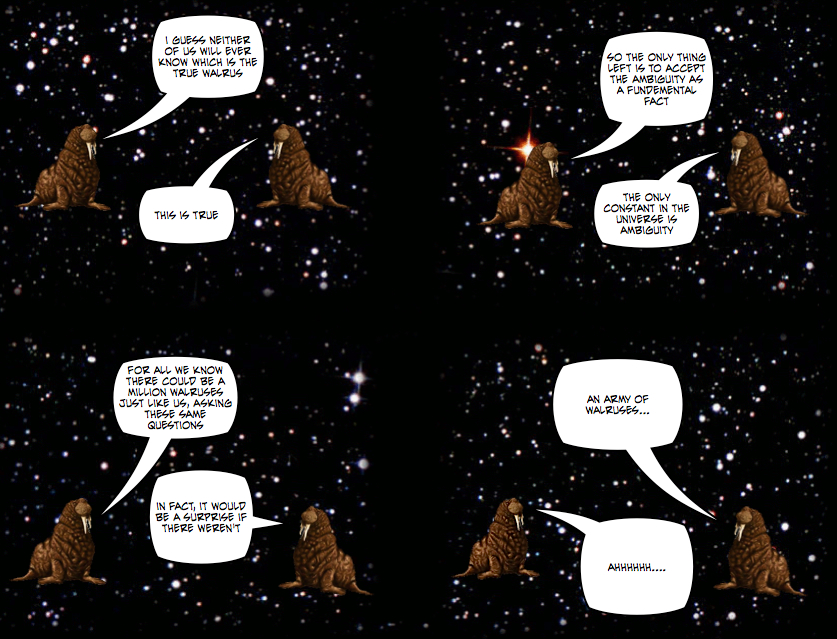 I GUESS NEITHER
OF US WILL EVER
KNOW WHICH IS THE
TRUE WALRUS
THIS IS TRUE
SO THE ONLY THING
LEFT IS TO ACCEPT
THE AMBIGUITY AS
A FUNDEMENTAL
FACT
THE ONLY
CONSTANT IN THE
UNIVERSE IS
AMBIGUITY
FOR ALL WE KNOW
THERE COULD BE A
MILLION WALRUSES
JUST LIKE US, ASKING
THESE SAME
QUESTIONS
IN FACT, IT WOULD
BE A SURPRISE IF
THERE WEREN'T
AN ARMY OF
WALRUSES...
AHHHHHH....